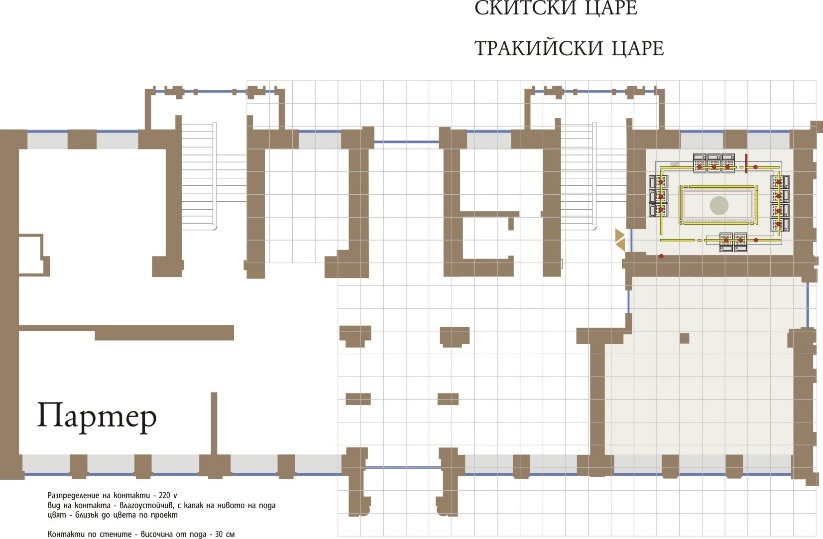 СКИТСКИ ЦАРЕ
ТРАКИЙСКИ ЦАРЕ
Партер
Разпределение на контакти - 220 v
вид на контакта - влагоустойчив, с капак на нивото на пода
цвят - близък до цвета по проект
Контакти по стените - височина от пода - 30 см